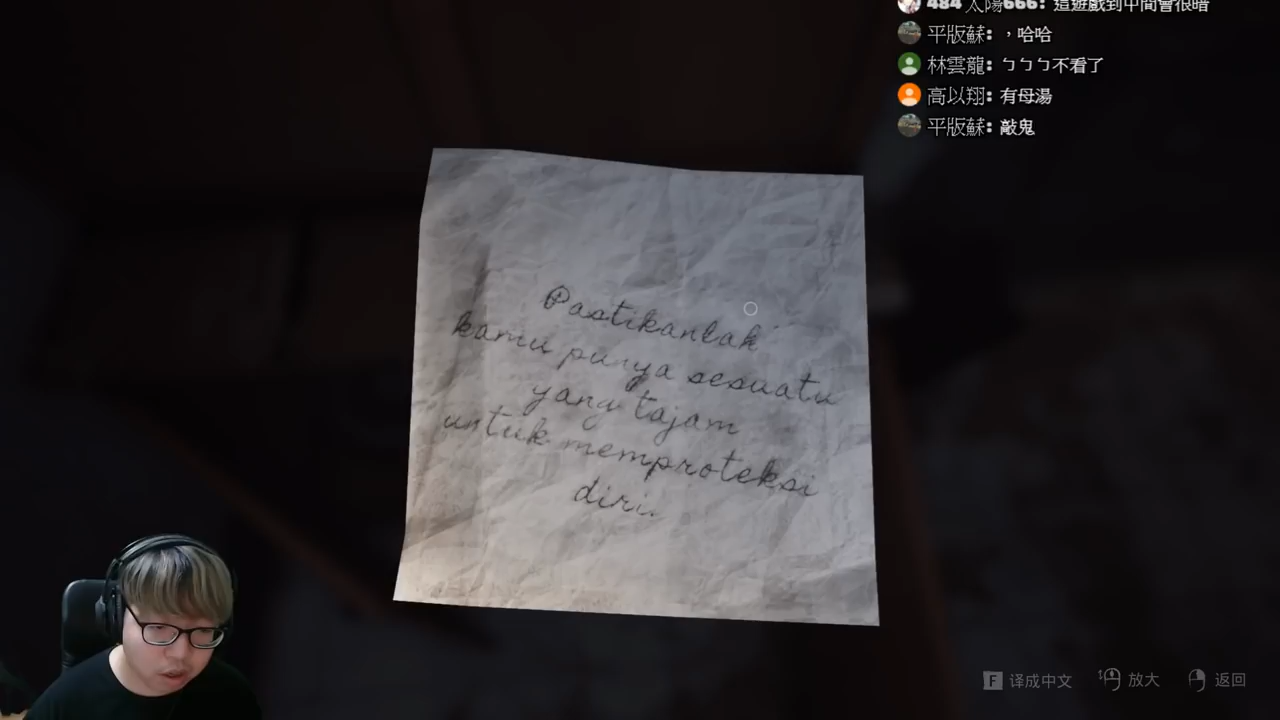 484 太陽666: 這遊戲到中間會很暗
平版蘇: ，哈哈
林雲龍: ㄅㄅㄅ不看了
高以翔: 有母湯
平版蘇: 敲鬼
Pastikanlah
kamu punya sesuatu
yang tajam
untuk memproteksi
diri.
F 译成中文
放大
返回